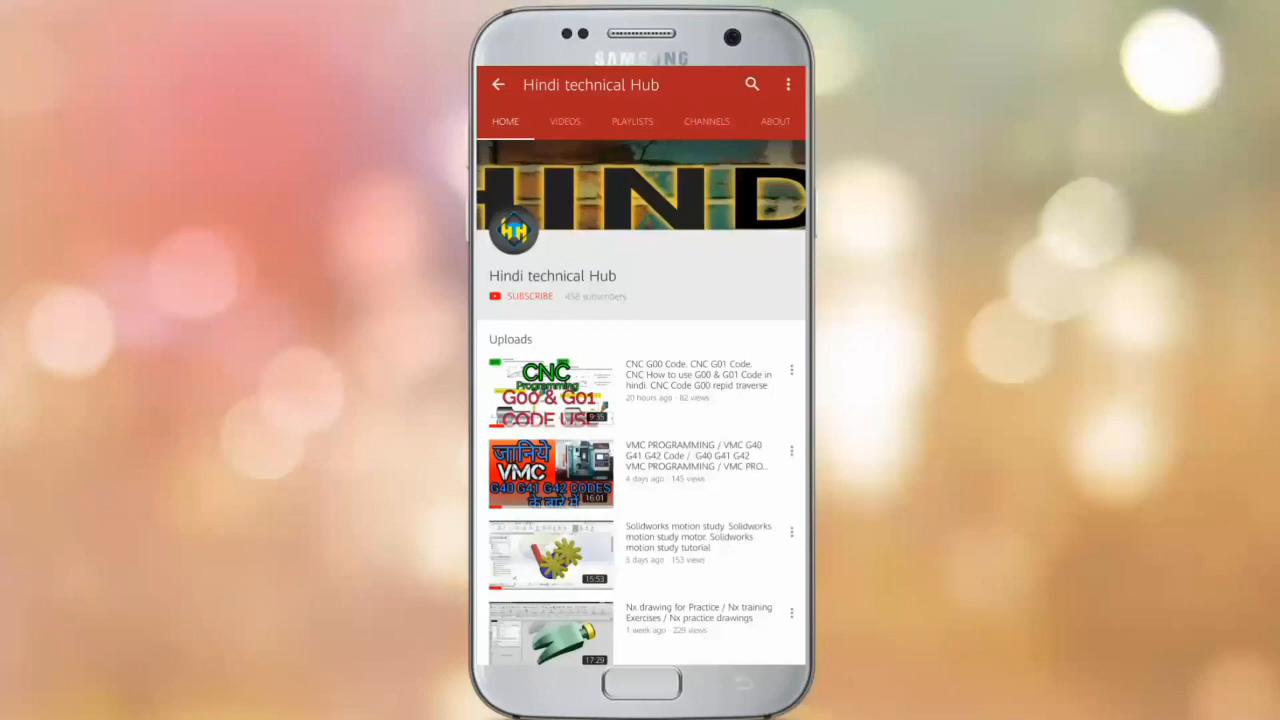 SAMSUNG
Hindi technical Hub
HOME
VIDEOS
PLAYLISTS
CHANNELS
ABOUT
HIND
HTH
Hindi technical Hub
SUBSCRIBE
458 subscribers
Uploads
CNC
Programming
G00 & G01
CODE USE
9:35
CNC G00 Code. CNC G01 Code.
CNC How to use G00 & G01 Code in
hindi. CNC Code G00 repid traverse
20 hours ago · 82 views
जानिये
VMC
G40 G41 G42 CODES
के बारे में
16:01
VMC PROGRAMMING / VMC G40
G41 G42 Code / G40 G41 G42
VMC PROGRAMMING / VMC PRO...
4 days ago · 145 views
15:53
Solidworks motion study. Solidworks
motion study motor. Solidworks
motion study tutorial
5 days ago · 153 views
17:29
Nx drawing for Practice / Nx training
Exercises / Nx practice drawings
1 week ago · 229 views